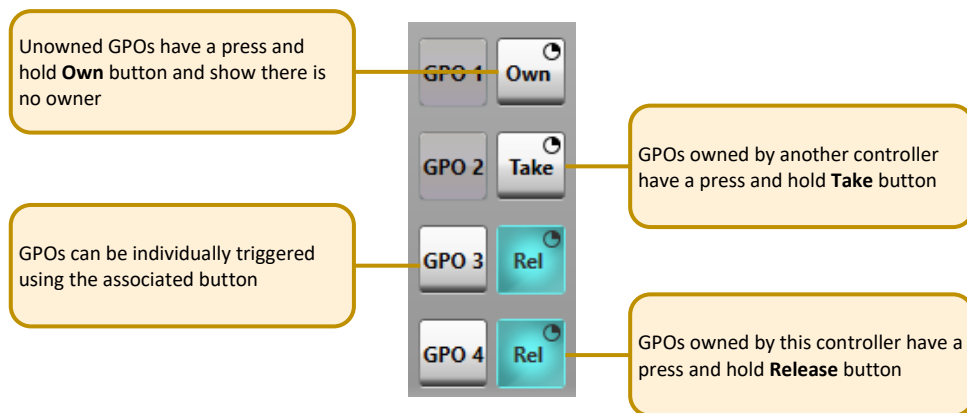 Unowned GPOs have a press and
hold Own button and show there is
no owner
GPO 1 Own
GPO 2 Take
GPOs owned by another controller
have a press and hold Take button
GPOs can be individually triggered
using the associated button
GPO 3 Rel
GPO 4 Rel
GPOs owned by this controller have a
press and hold Release button